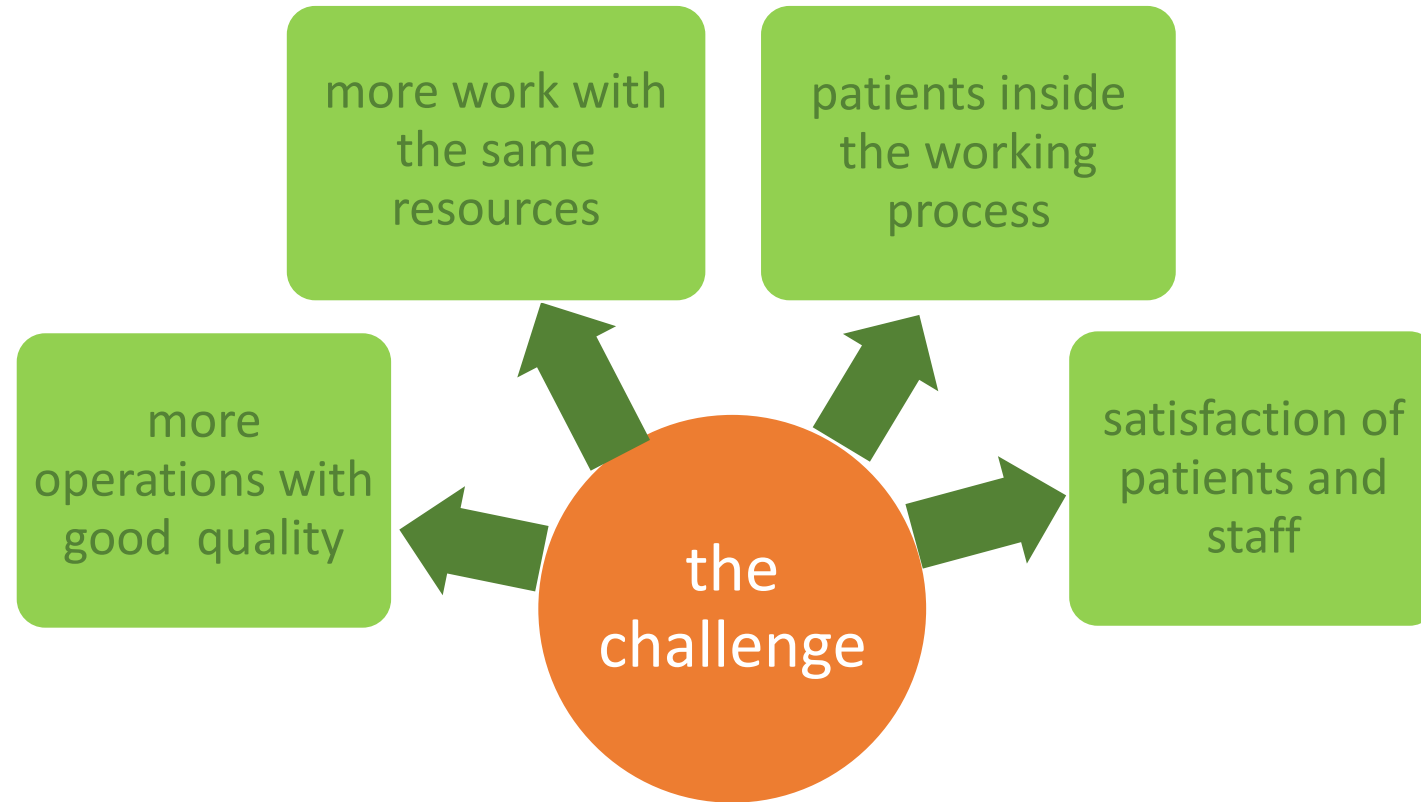 more work with
the same
resources
patients inside
the working
process
more
operations with
good  quality
satisfaction of
patients and
staff
the
challenge